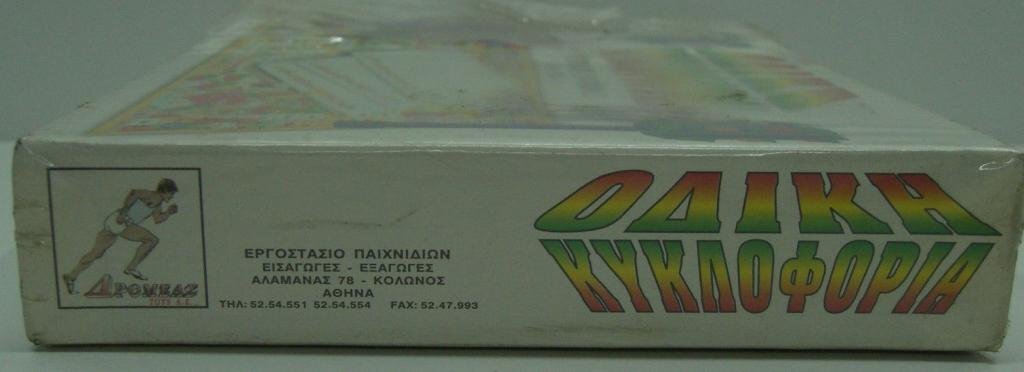 ΔΡΟΜΕΑΣ
TOYS A.E.
ΕΡΓΟΣΤΑΣΙΟ ΠΑΙΧΝΙΔΙΩΝ
ΕΙΣΑΓΩΓΕΣ - ΕΞΑΓΩΓΕΣ
ΑΛΑΜΑΝΑΣ 78 - ΚΟΛΩΝΟΣ
ΑΘΗΝΑ
ΤΗΛ: 52.54.551 52.54.554 FAX: 52.47.993
ΟΔΙΚΗ
ΚΥΚΛΟΦΟΡΙΑ